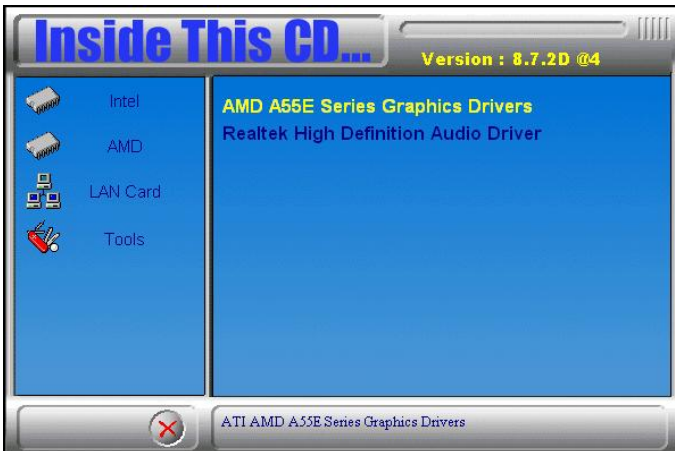 Inside This CD...
Version : 8.7.2D @4
Intel
AMD
LAN Card
Tools
AMD A55E Series Graphics Drivers
Realtek High Definition Audio Driver
ATI AMD A55E Series Graphics Drivers